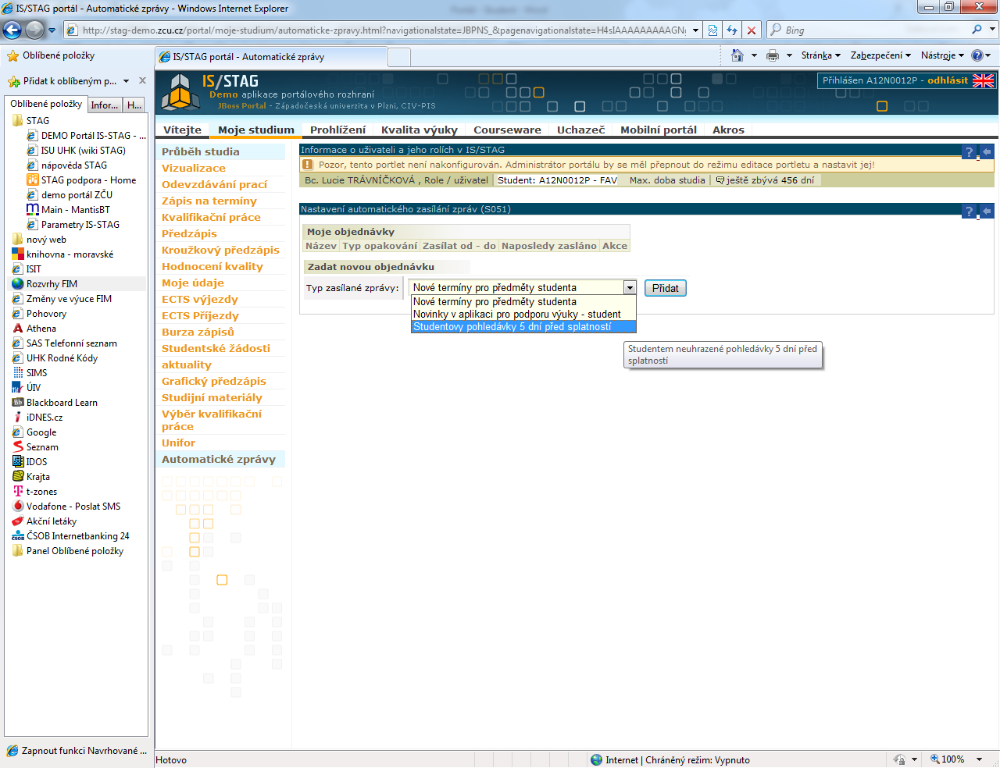 IS/STAG portál - Automatické zprávy - Windows Internet Explorer
http://stag-demo.zcu.cz/portal/moje-studium/automaticke-zpravy.html?navigationalstate=JBPNS_&pagenavigationalstate=H4sIAAAAAAAAAGN
Bing
Oblíbené položky
IS/STAG portál - Automatické zprávy
Stránka
Zabezpečení
Nástroje
Přidat k oblíbeným p...
Oblíbené položky
Infor...
H...
STAG
DEMO Portál IS-STAG - ...
ISU UHK (wiki STAG)
nápověda STAG
STAG podpora - Home
demo portál ZČU
Main - MantisBT
Parametry IS-STAG
nový web
knihovna - moravské
ISIT
Rozvrhy FIM
Změny ve výuce FIM
Pohovory
Athena
SAS Telefonní seznam
UHK Rodné Kódy
SIMS
ÚIV
Blackboard Learn
iDNES.cz
Google
Seznam
IDOS
Krajta
t-zones
Vodafone - Poslat SMS
Akční letáky
ČSOB Internetbanking 24
Panel Oblíbené položky
Zapnout funkci Navrhované ...
IS/STAG
Demo aplikace portálového rozhraní
JBoss Portal - Západočeská univerzita v Plzni, CIV-PIS
Přihlášen A12N0012P - odhlásit
Vítejte
Moje studium
Prohlížení
Kvalita výuky
Courseware
Uchazeč
Mobilní portál
Akros
Průběh studia
Vizualizace
Odevzdávání prací
Zápis na termíny
Kvalifikační práce
Předzápis
Kroužkový předzápis
Hodnocení kvality
Moje údaje
ECTS výjezdy
ECTS Příjezdy
Burza zápisů
Studentské žádosti
aktuality
Grafický předzápis
Studijní materiály
Výběr kvalifikační
práce
Unifor
Automatické zprávy
Informace o uživateli a jeho rolích v IS/STAG
Pozor, tento portlet není nakonfigurován. Administrátor portálu by se měl přepnout do režimu editace portletu a nastavit jej!
Bc. Lucie TRÁVNÍČKOVÁ , Role / uživatel
Student: A12N0012P - FAV
Max. doba studia
ještě zbývá 456 dní
Nastavení automatického zasílání zpráv (S051)
Moje objednávky
Název
Typ opakování
Zasílat od - do
Naposledy zasláno
Akce
Zadat novou objednávku
Typ zasílané zprávy:
Nové termíny pro předměty studenta
Přidat
Nové termíny pro předměty studenta
Novinky v aplikaci pro podporu výuky - student
Studentovy pohledávky 5 dní před splatností
Studentem neuhrazené pohledávky 5 dní před
splatností
Hotovo
Internet | Chráněný režim: Vypnuto
100%